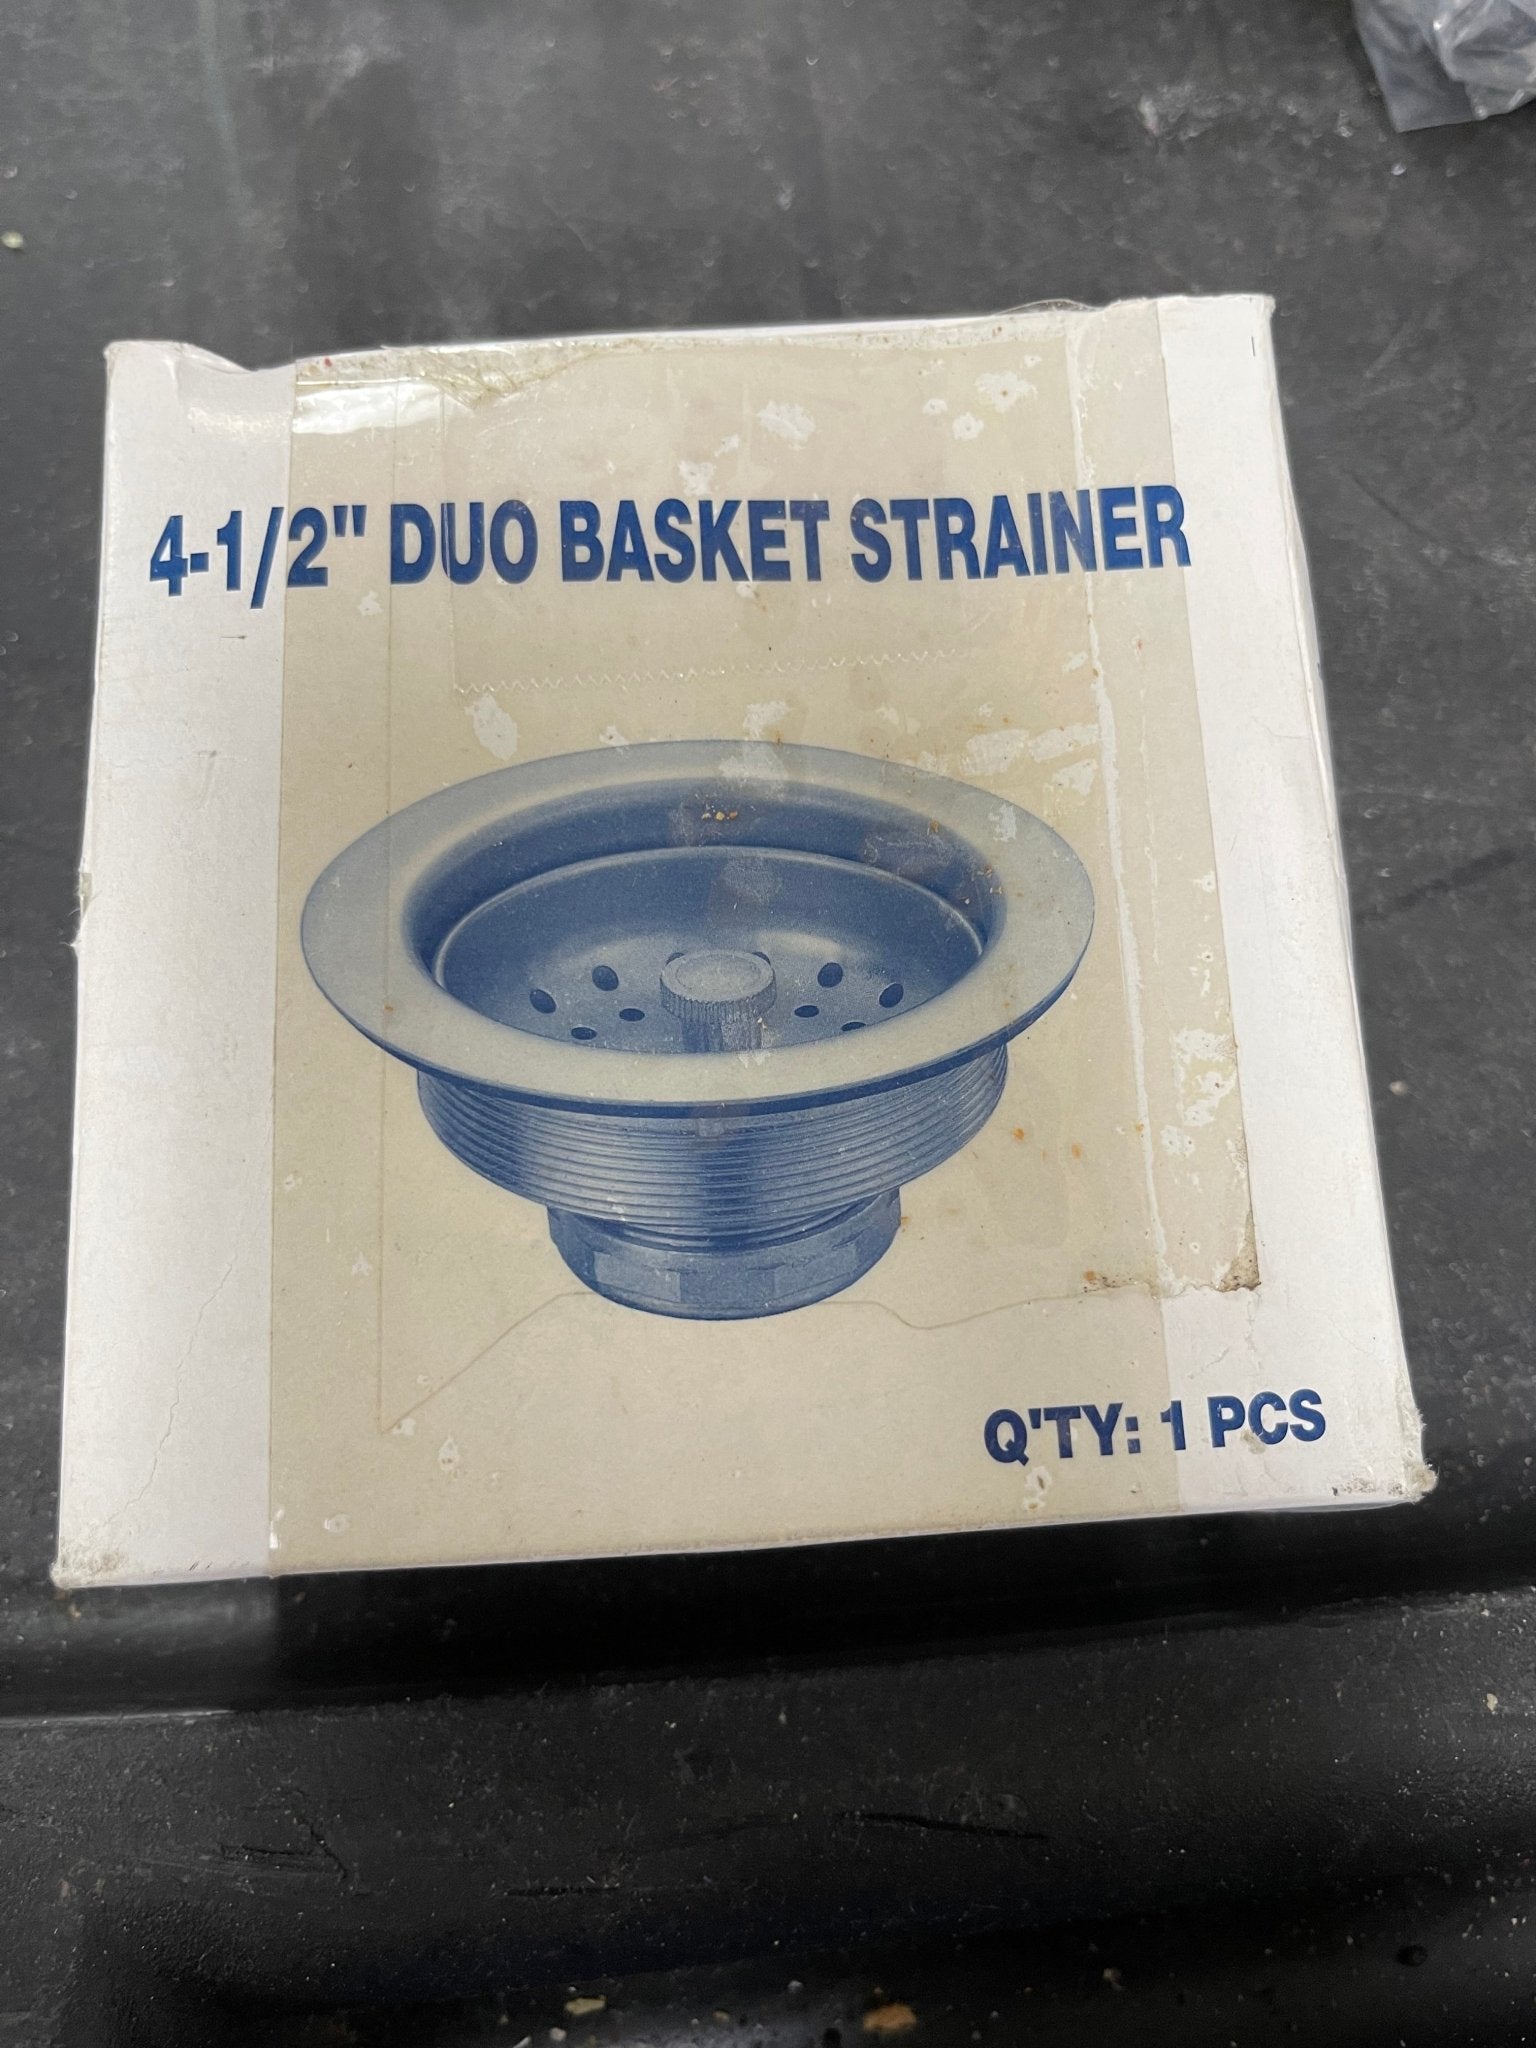 4-1/2" DUO BASKET STRAINER
Q'TY: 1 PCS